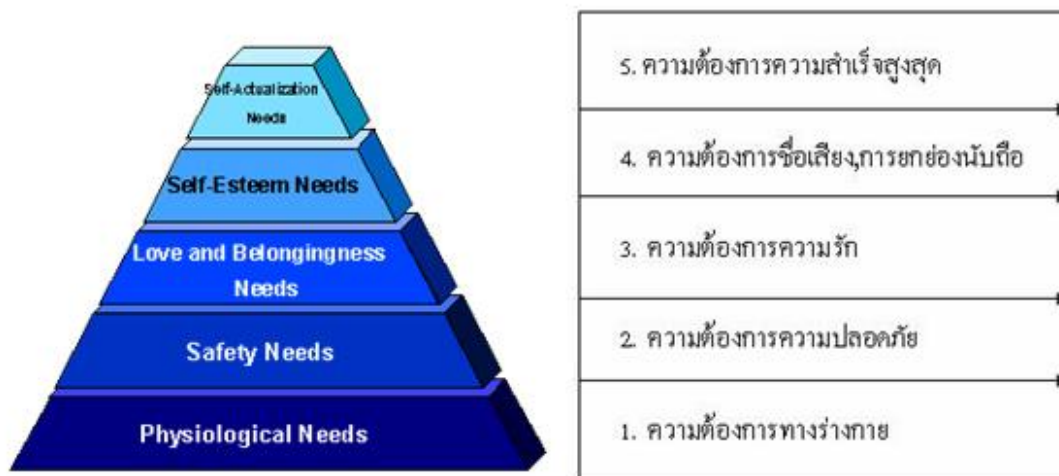 Self-Actualization
Needs
Self-Esteem Needs
Love and Belongingness
Needs
Safety Needs
Physiological Needs
5. ความต้องการความสำเร็จสูงสุด
4. ความต้องการชื่อเสียง,การยกย่องนับถือ
3. ความต้องการความรัก
2. ความต้องการความปลอดภัย
1. ความต้องการทางร่างกาย